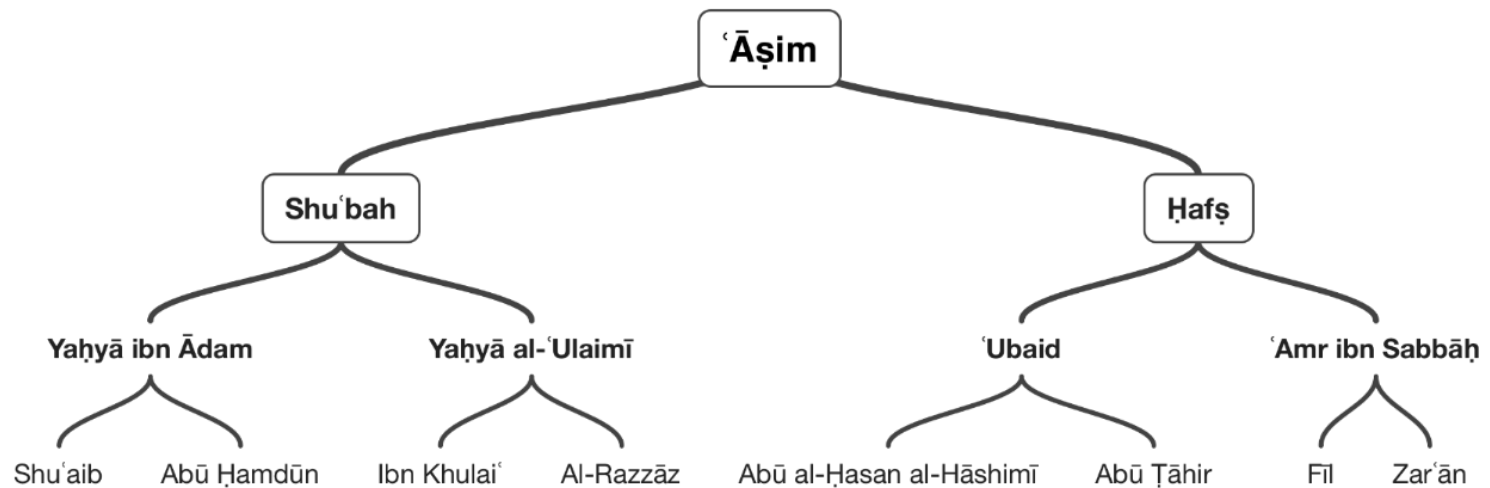 ʿĀṣim
Shuʿbah
Ḥafṣ
Yaḥyā ibn Ādam
Yaḥyā al-ʿUlaimī
ʿUbaid
ʿAmr ibn Sabbāḥ
Shuʿaib
Abū Ḥamdūn
Ibn Khulaiʿ
Al-Razzāz
Abū al-Ḥasan al-Hāshimī
Abū Ṭāhir
Fīl
Zarʿān